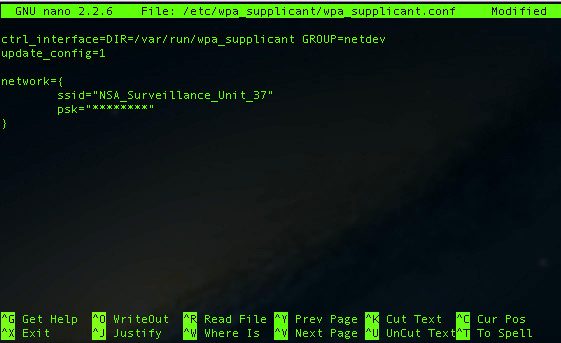 GNU nano 2.2.6 File: /etc/wpa_supplicant/wpa_supplicant.conf Modified
ctrl_interface=DIR=/var/run/wpa_supplicant GROUP=netdev
update_config=1
network={
ssid="NSA_Surveillance_Unit_37"
psk="********"
}
^G Get Help ^O WriteOut ^R Read File ^Y Prev Page ^K Cut Text ^C Cur Pos
^X Exit ^J Justify ^W Where Is ^V Next Page ^U UnCut Text ^T To Spell